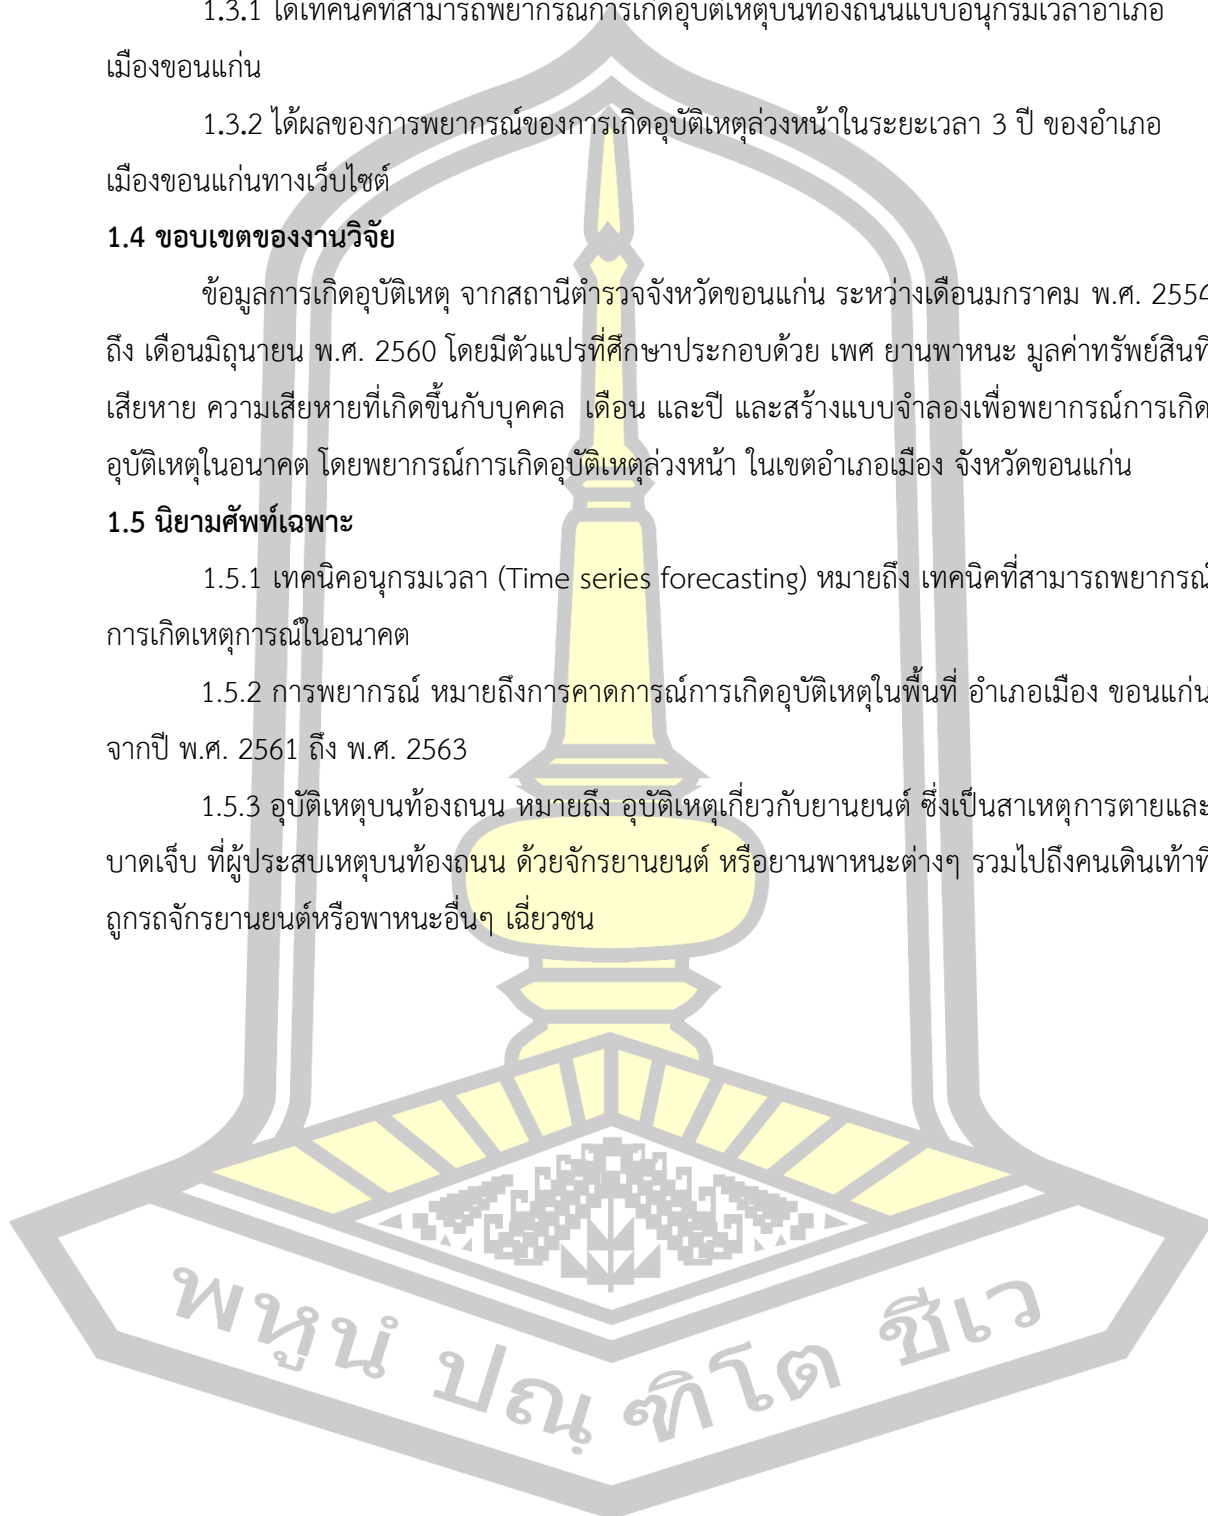 1.3.1 ได้เทคนิคที่สามารถพยากรณ์การเกิดอุบัติเหตุบนท้องถนนแบบอนุกรมเวลาอำเภอ
เมืองขอนแก่น
1.3.2 ได้ผลของการพยากรณ์ของการเกิดอุบัติเหตุล่วงหน้าในระยะเวลา 3 ปี ของอำเภอ
เมืองขอนแก่นทางเว็บไซต์
1.4 ขอบเขตของงานวิจัย
ข้อมูลการเกิดอุบัติเหตุ จากสถานีตำรวจจังหวัดขอนแก่น ระหว่างเดือนมกราคม พ.ศ. 2554
ถึง เดือนมิถุนายน พ.ศ. 2560 โดยมีตัวแปรที่ศึกษาประกอบด้วย เพศ ยานพาหนะ มูลค่าทรัพย์สินที่
เสียหาย ความเสียหายที่เกิดขึ้นกับบุคคล เดือน และปี และสร้างแบบจำลองเพื่อพยากรณ์การเกิด
อุบัติเหตุในอนาคต โดยพยากรณ์การเกิดอุบัติเหตุล่วงหน้า ในเขตอำเภอเมือง จังหวัดขอนแก่น
1.5 นิยามศัพท์เฉพาะ
1.5.1 เทคนิคอนุกรมเวลา (Time series forecasting) หมายถึง เทคนิคที่สามารถพยากรณ์
การเกิดเหตุการณ์ในอนาคต
1.5.2 การพยากรณ์ หมายถึงการคาดการณ์การเกิดอุบัติเหตุในพื้นที่ อำเภอเมือง ขอนแก่น
จากปี พ.ศ. 2561 ถึง พ.ศ. 2563
1.5.3 อุบัติเหตุบนท้องถนน หมายถึง อุบัติเหตุเกี่ยวกับยานยนต์ ซึ่งเป็นสาเหตุการตายและ
บาดเจ็บ ที่ผู้ประสบเหตุบนท้องถนน ด้วยจักรยานยนต์ หรือยานพาหนะต่างๆ รวมไปถึงคนเดินเท้าที่
ถูกรถจักรยานยนต์หรือพาหนะอื่นๆ เฉี่ยวชน
พหูนํ ปณฺฑิโต ชีเว